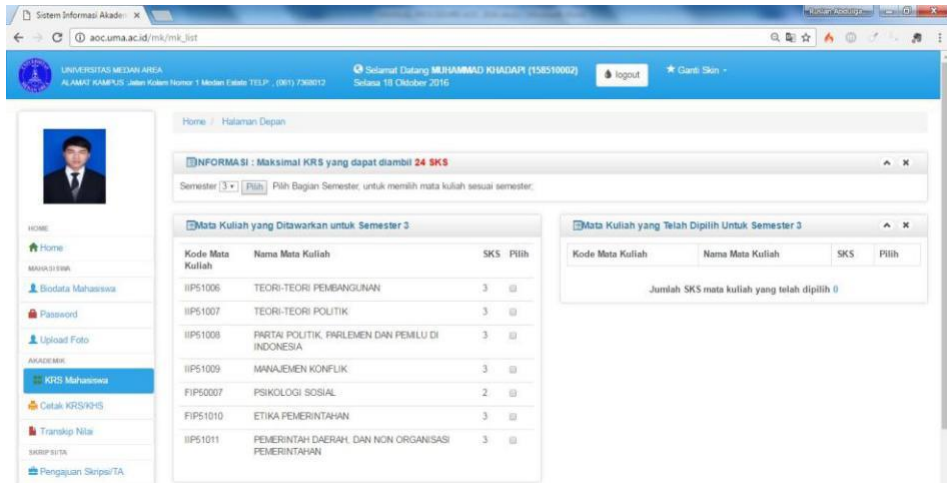 Sistem Informasi Akaden
aoc.uma.ac.id/mk/mk_list
UNIVERSITAS MEDAN AREA
ALAMAT KAMPUS :Jalan Kolam Nomor 1 Medan Estate TELP : (061) 7368012
Selamat Datang MUHAMMAD KHADAPI (158510002)
Selasa 18 Oktober 2016
logout
Ganti Skin
Home / Halaman Depan
INFORMASI : Maksimal KRS yang dapat diambil 24 SKS
Semester 3 Pilih Pilih Bagian Semester, untuk memilih mata kuliah sesuai semester;
HOME
Home
MAHASISWA
Biodata Mahasiswa
Password
Upload Foto
AKADEMIK
KRS Mahasiswa
Cetak KRS/KHS
Transkip Nilai
SKRIPSI/TA
Pengajuan Skripsi/TA
Mata Kuliah yang Ditawarkan untuk Semester 3
Kode Mata Kuliah Nama Mata Kuliah SKS Pilih
IIP51006 TEORI-TEORI PEMBANGUNAN 3
IIP51007 TEORI-TEORI POLITIK 3
IIP51008 PARTAI POLITIK, PARLEMEN DAN PEMILU DI INDONESIA 3
IIP51009 MANAJEMEN KONFLIK 3
FIP50007 PSIKOLOGI SOSIAL 2
FIP51010 ETIKA PEMERINTAHAN 3
IIP51011 PEMERINTAH DAERAH, DAN NON ORGANISASI PEMERINTAHAN 3
Mata Kuliah yang Telah Dipilih Untuk Semester 3
Kode Mata Kuliah Nama Mata Kuliah SKS Pilih
Jumlah SKS mata kuliah yang telah dipilih 0